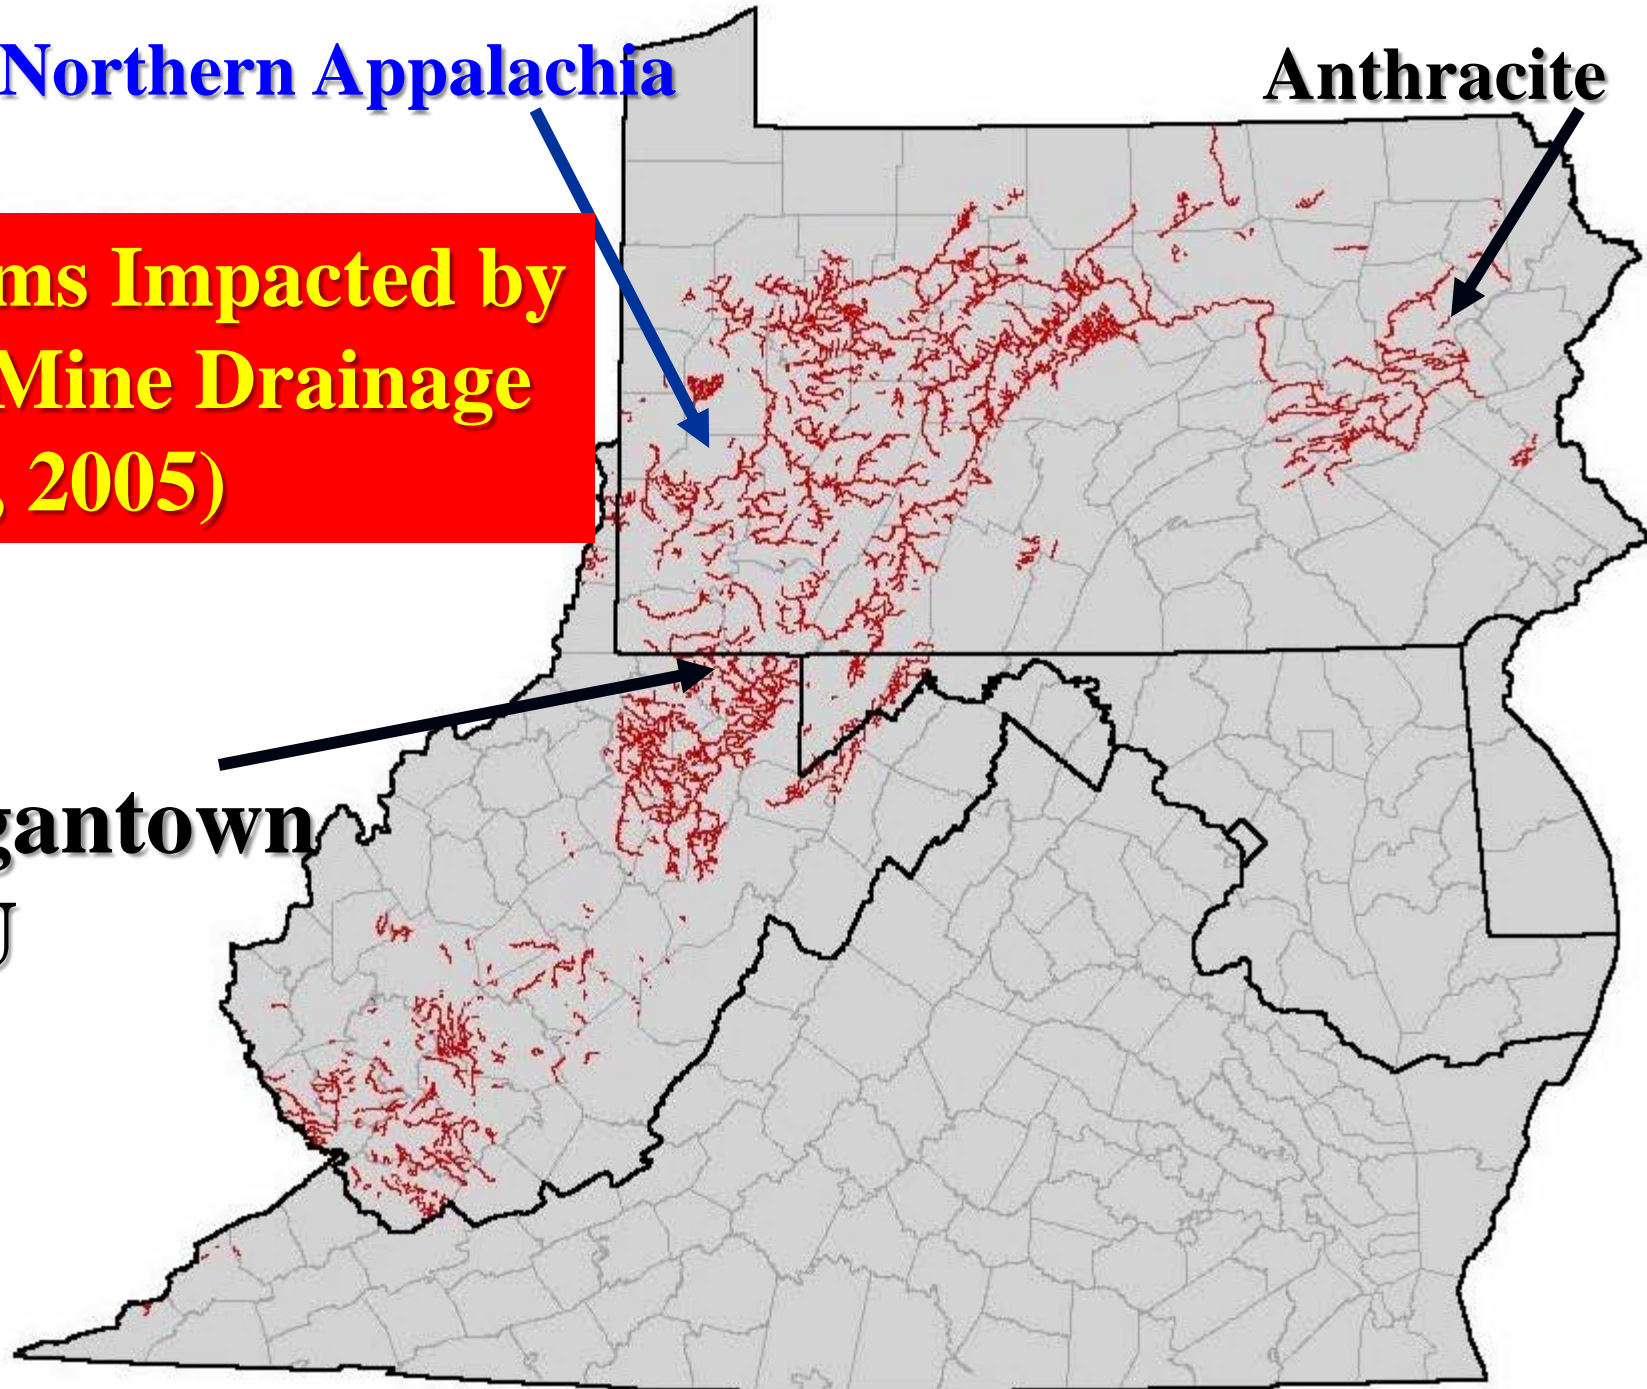 Northern Appalachia
Anthracite
ms Impacted by
Mine Drainage
, 2005)
gantown
U